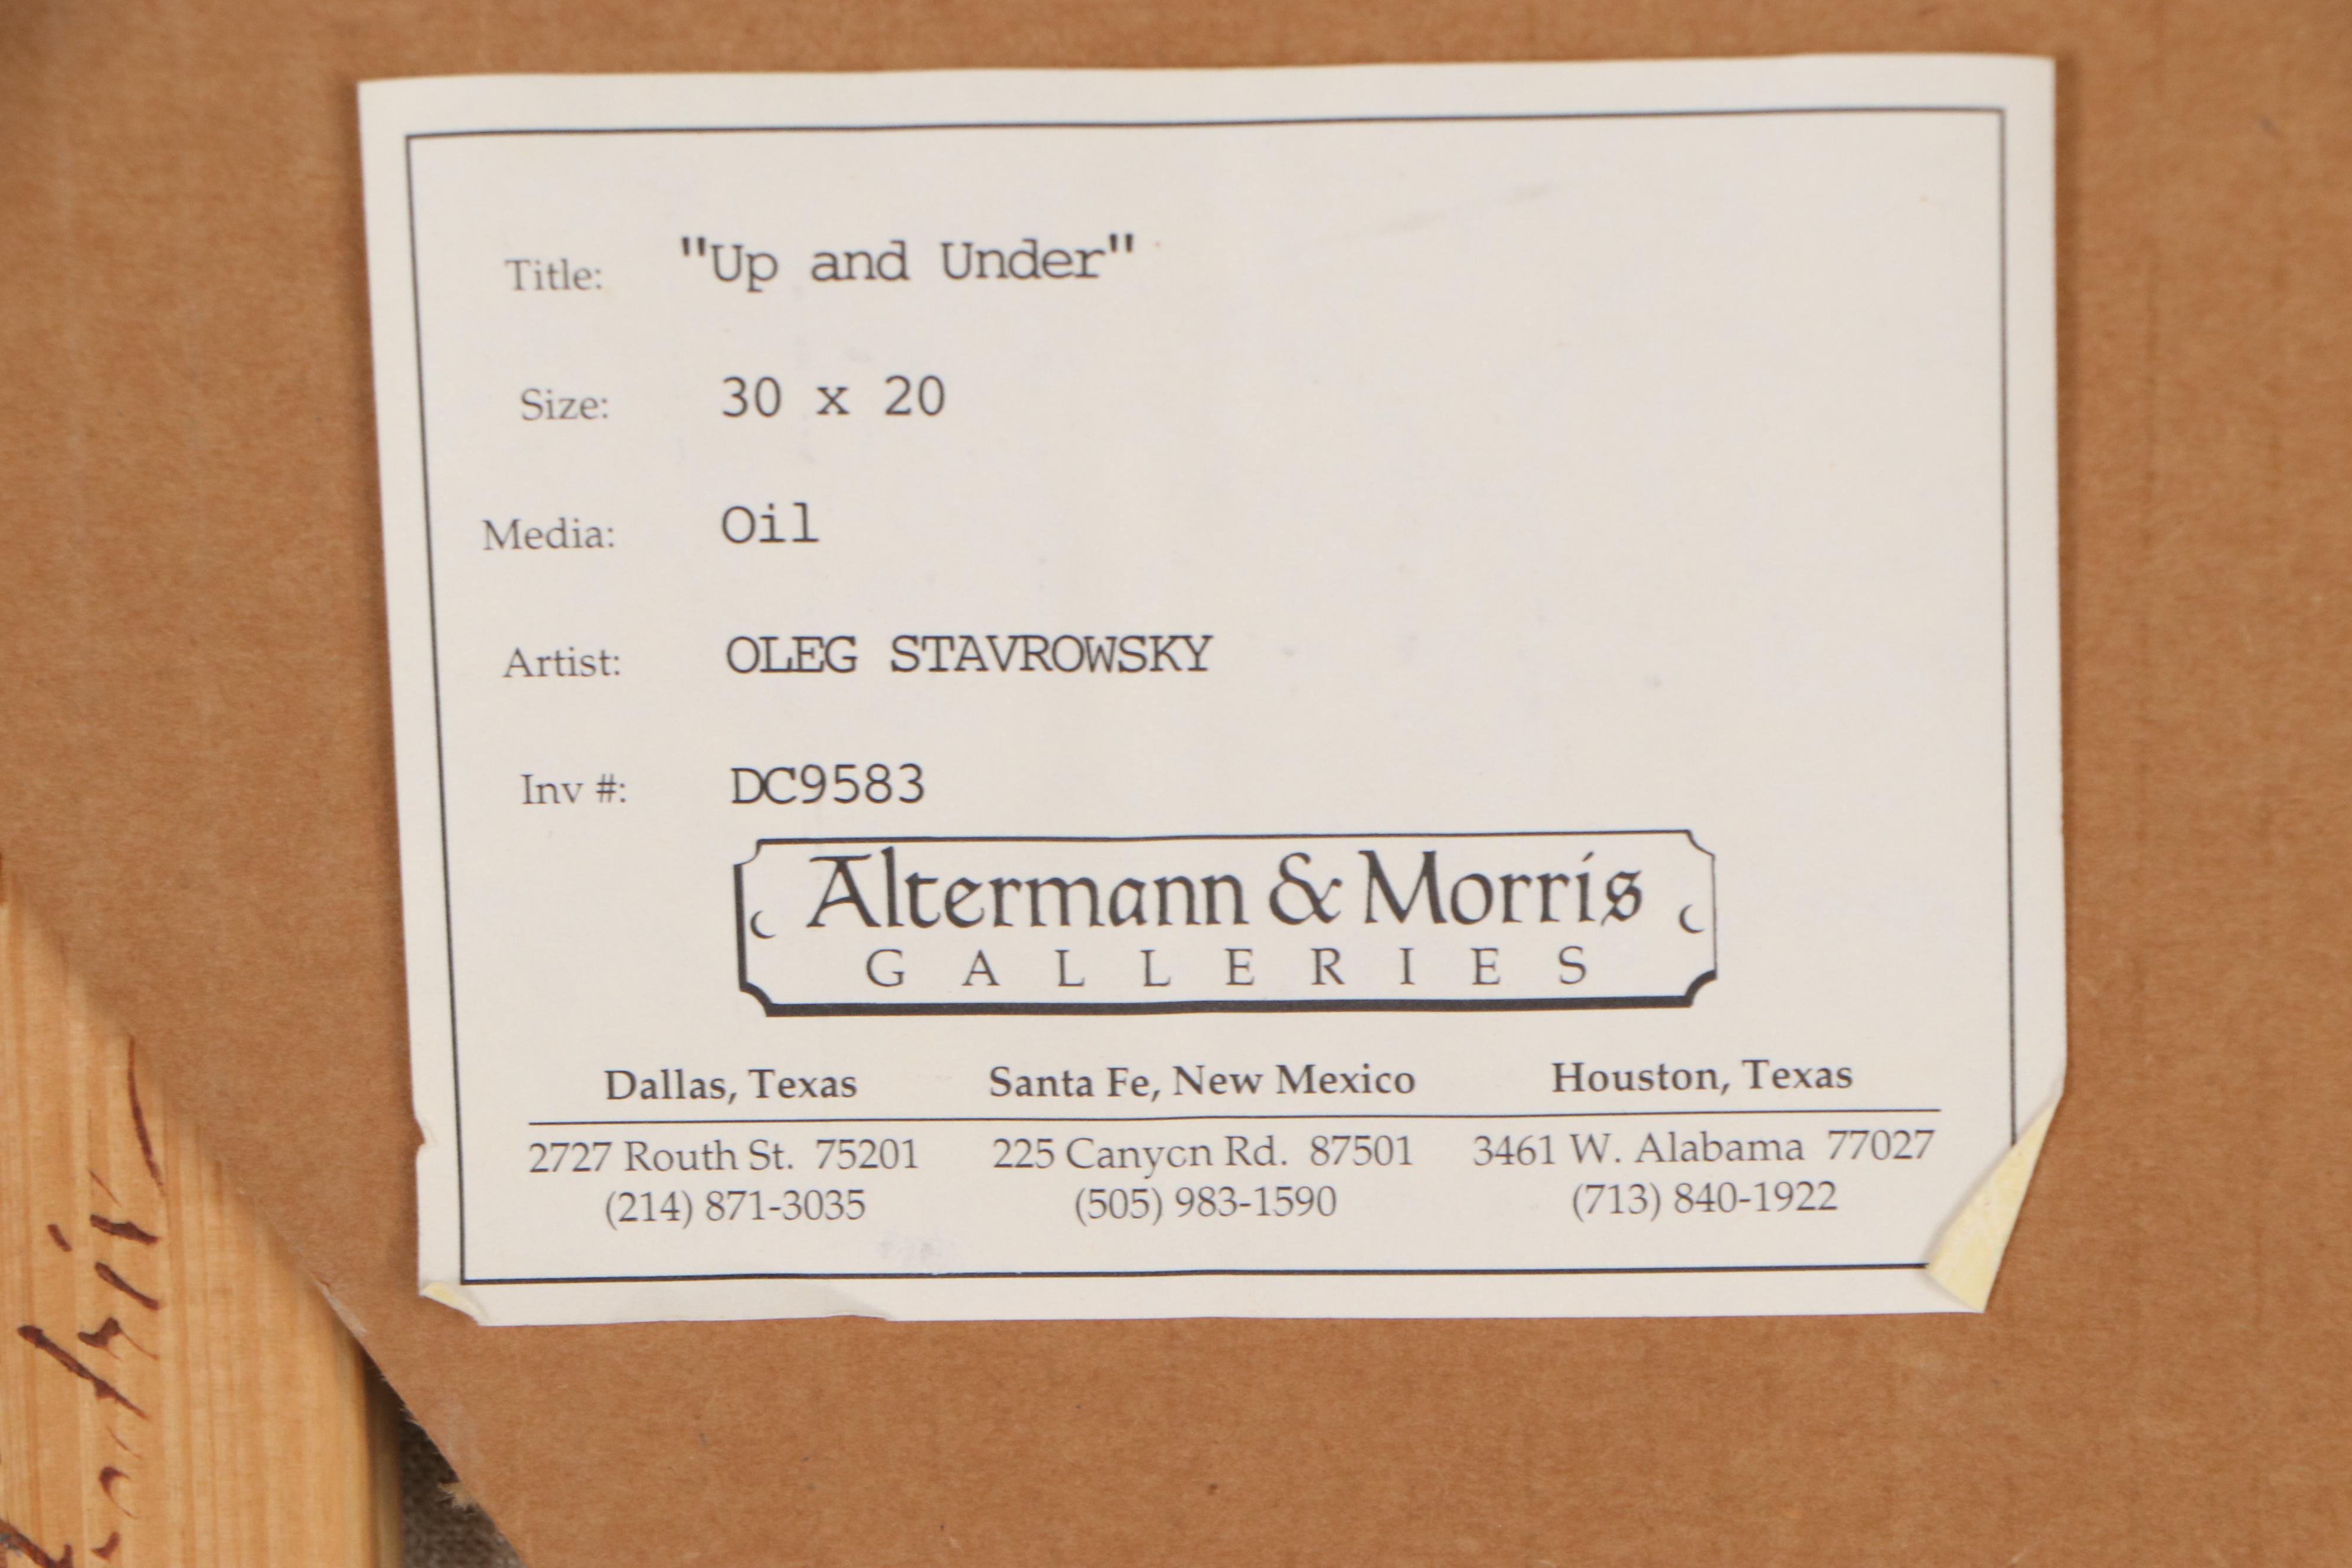 Title: "Up and Under"
Size: 30 x 20
Media: Oil
Artist: OLEG STAVROWSKY
Inv #: DC9583
Altermann & Morris
GALLERIES
Dallas, Texas Santa Fe, New Mexico Houston, Texas
2727 Routh St. 75201 225 Canyon Rd. 87501 3461 W. Alabama 77027
(214) 871-3035 (505) 983-1590 (713) 840-1922